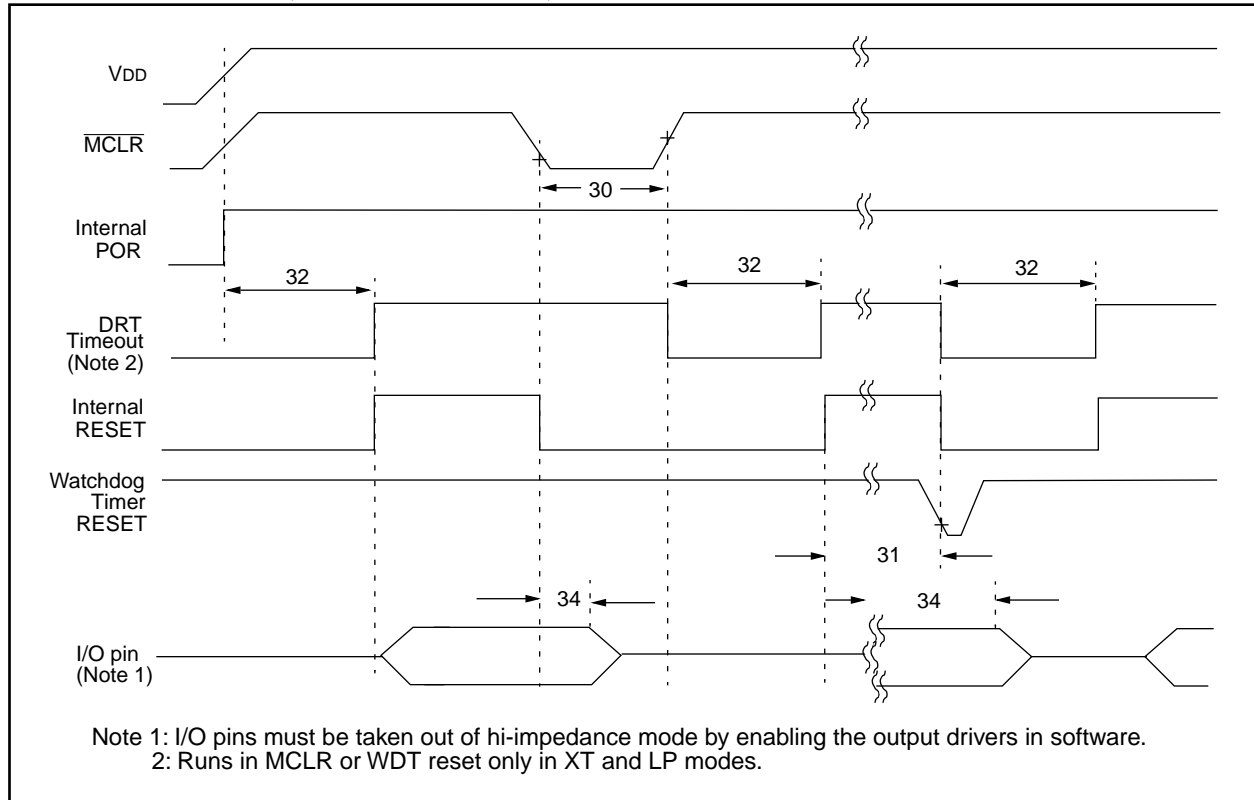 VDD
MCLR
30
Internal
POR
32
32
32
DRT
Timeout
(Note 2)
Internal
RESET
Watchdog
Timer
RESET
31
34
34
I/O pin
(Note 1)
Note 1: I/O pins must be taken out of hi-impedance mode by enabling the output drivers in software.
2: Runs in MCLR or WDT reset only in XT and LP modes.